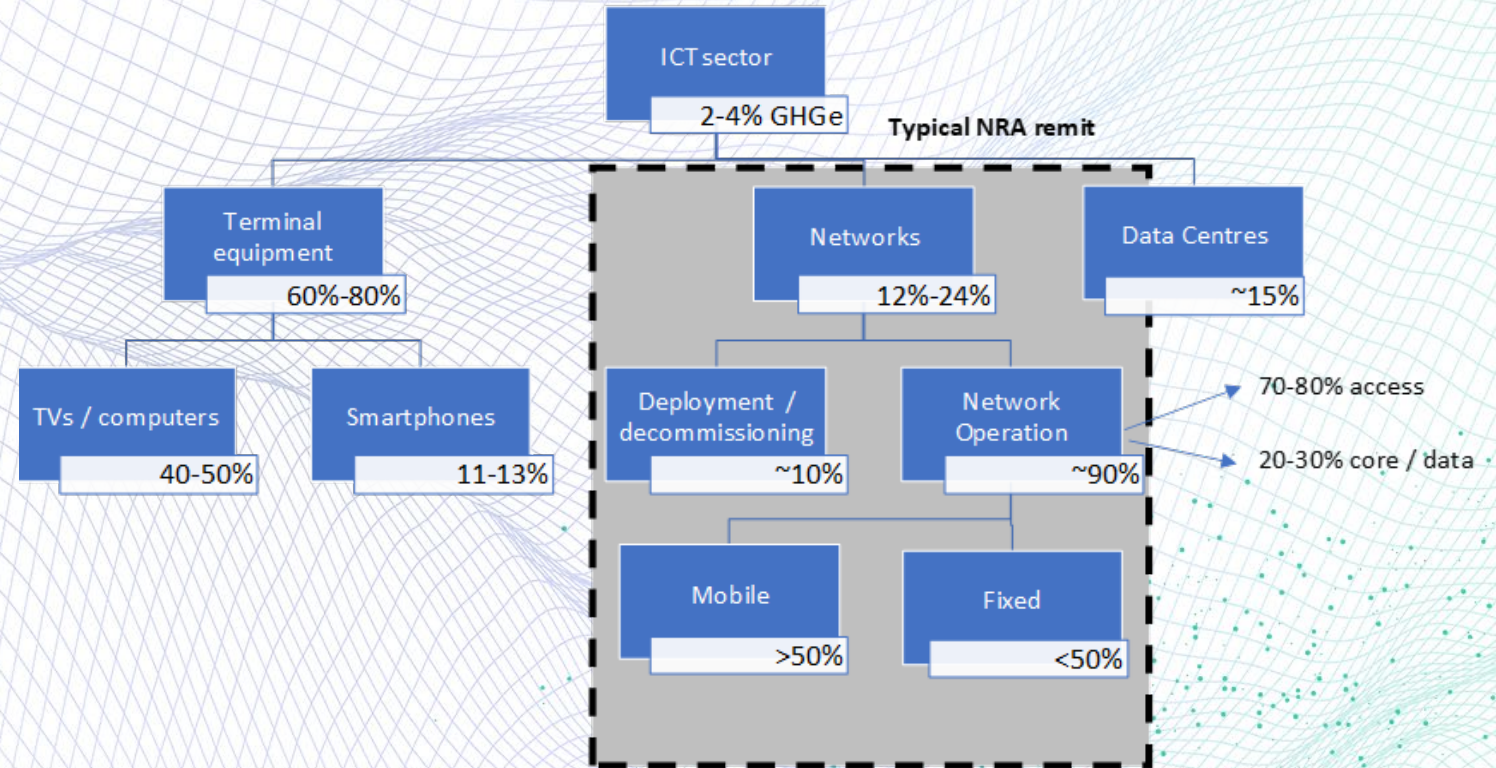 ICT sector
2-4% GHGe
Typical NRA remit
Terminal
equipment
60%-80%
Networks
12%-24%
Data Centres
~15%
TVs / computers
40-50%
Smartphones
11-13%
Deployment /
decommissioning
~10%
Network
Operation
~90%
70-80% access
20-30% core / data
Mobile
>50%
Fixed
<50%